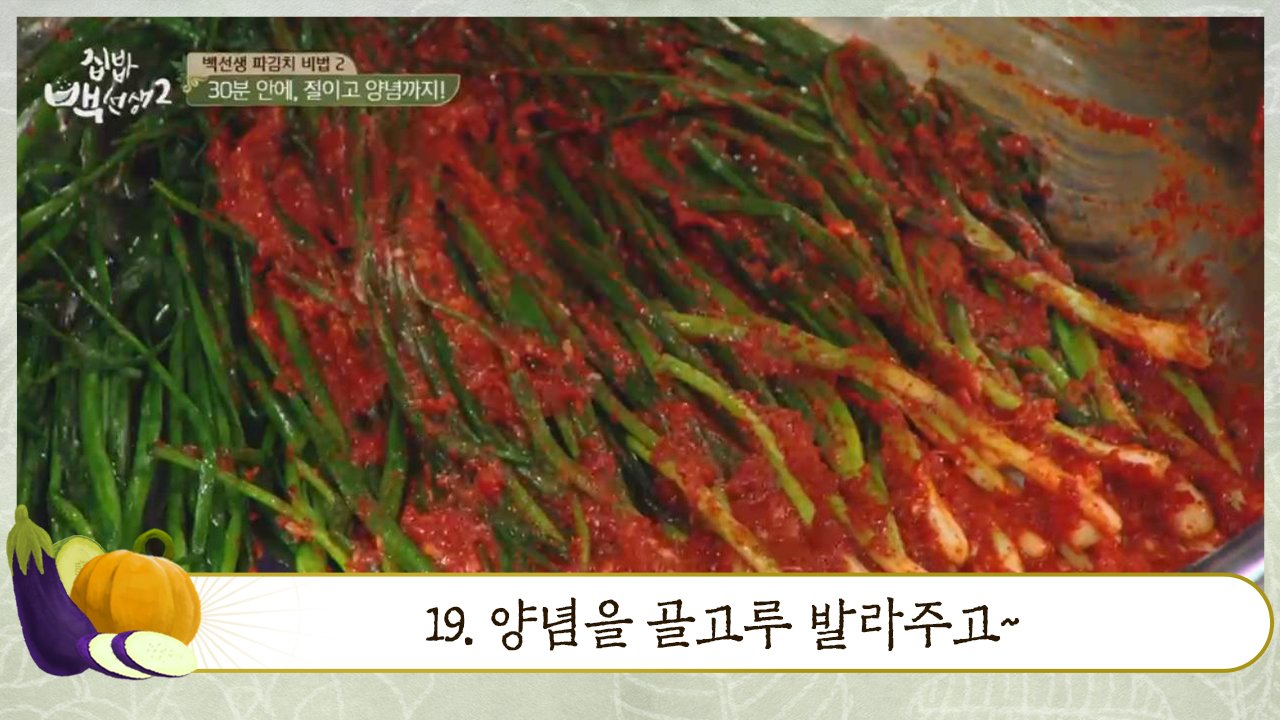 집밥
백선생2
백선생 파김치 비법 2
30분 안에, 절이고 양념까지!
19. 양념을 골고루 발라주고~